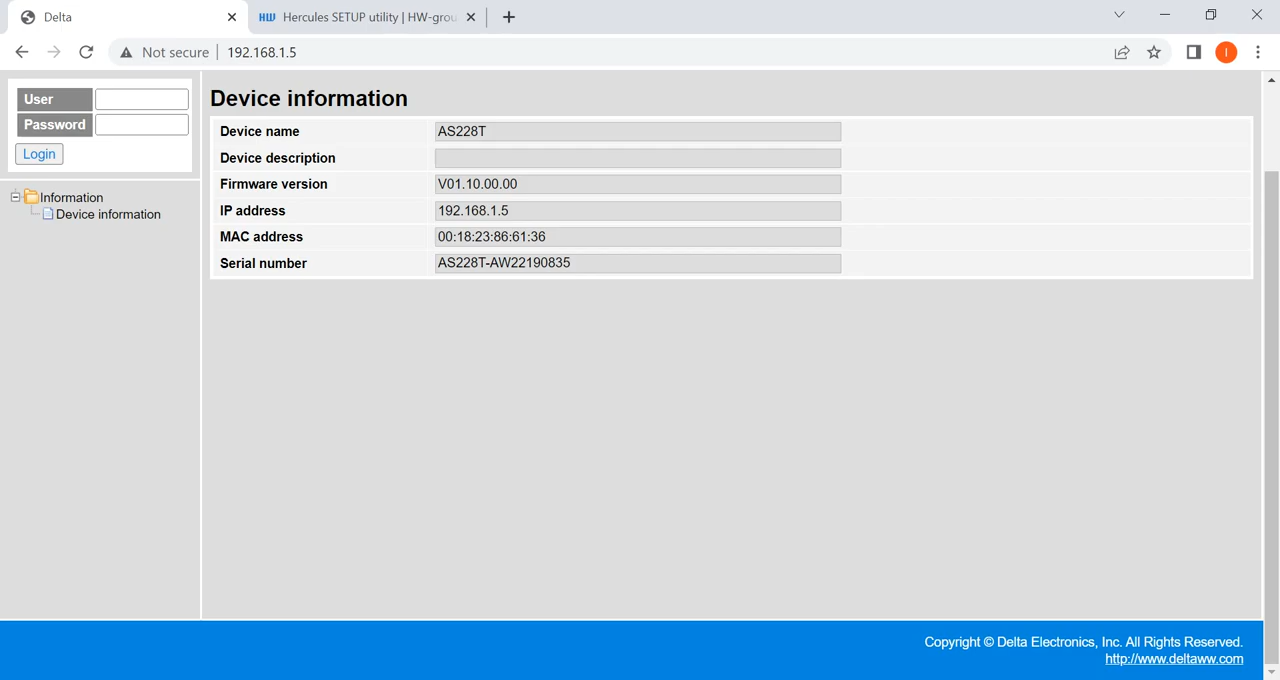 Delta
HW Hercules SETUP utility | HW-grou
Not secure 192.168.1.5
I
User
Password
Login
Information
Device information
Device information
Device name AS228T
Device description
Firmware version V01.10.00.00
IP address 192.168.1.5
MAC address 00:18:23:86:61:36
Serial number AS228T-AW22190835
Copyright © Delta Electronics, Inc. All Rights Reserved.
http://www.deltaww.com